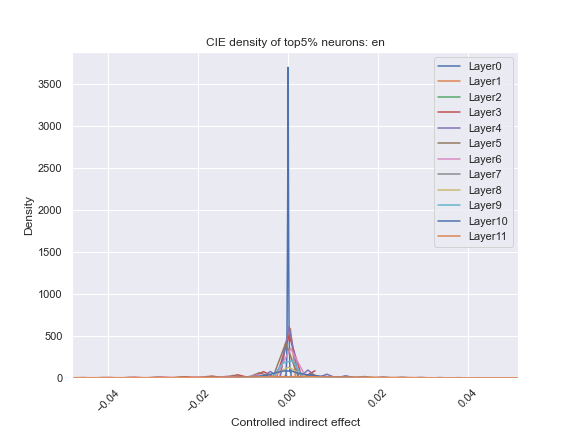 CIE density of top5% neurons: en
3500
3000
2500
2000
1500
1000
500
0
Density
−0.04
−0.02
0.00
0.02
0.04
Controlled indirect effect
Layer0
Layer1
Layer2
Layer3
Layer4
Layer5
Layer6
Layer7
Layer8
Layer9
Layer10
Layer11